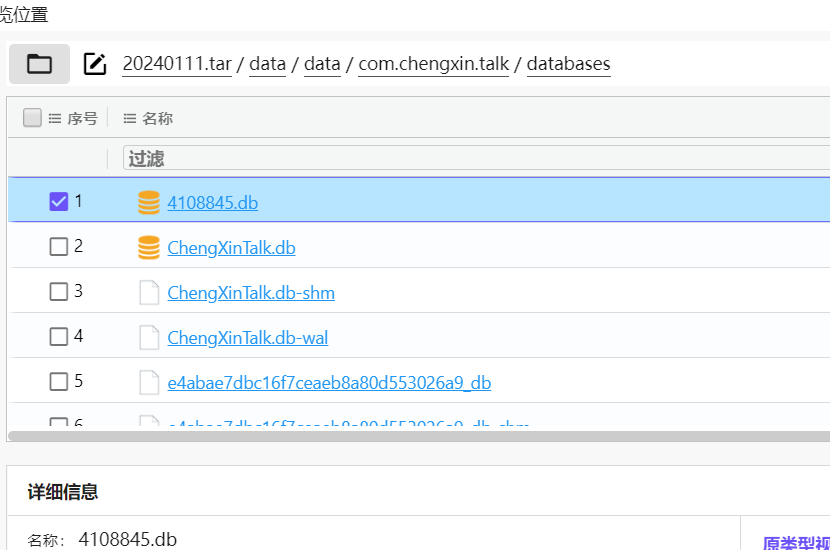 览位置
20240111.tar / data / data / com.chengxin.talk / databases
序号 名称
过滤
1 4108845.db
2 ChengXinTalk.db
3 ChengXinTalk.db-shm
4 ChengXinTalk.db-wal
5 e4abae7dbc16f7ceaeb8a80d553026a9_db
6 e4abae7dbc16f7ceaeb8a80d553026a9_db-shm
详细信息
名称： 4108845.db
原类型视